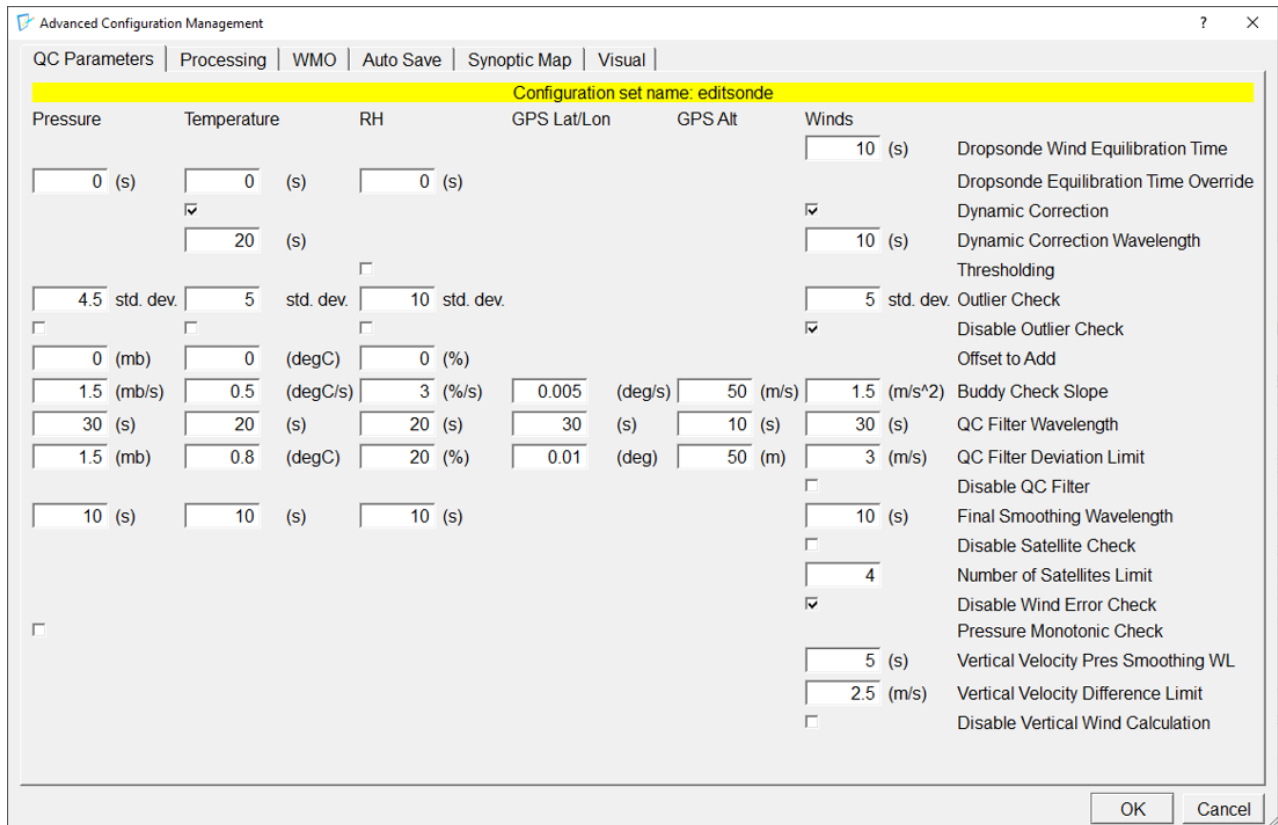 Advanced Configuration Management ? ×
QC Parameters Processing WMO Auto Save Synoptic Map Visual
Configuration set name: editsonde
Pressure Temperature RH GPS Lat/Lon GPS Alt Winds
10 (s) Dropsonde Wind Equilibration Time
0 (s) 0 (s) 0 (s) Dropsonde Equilibration Time Override
Dynamic Correction
20 (s) 10 (s) Dynamic Correction Wavelength
Thresholding
4.5 std. dev. 5 std. dev. 10 std. dev. 5 std. dev. Outlier Check
Disable Outlier Check
0 (mb) 0 (degC) 0 (%) Offset to Add
1.5 (mb/s) 0.5 (degC/s) 3 (%/s) 0.005 (deg/s) 50 (m/s) 1.5 (m/s^2) Buddy Check Slope
30 (s) 20 (s) 20 (s) 30 (s) 10 (s) 30 (s) QC Filter Wavelength
1.5 (mb) 0.8 (degC) 20 (%) 0.01 (deg) 50 (m) 3 (m/s) QC Filter Deviation Limit
Disable QC Filter
10 (s) 10 (s) 10 (s) 10 (s) Final Smoothing Wavelength
Disable Satellite Check
4 Number of Satellites Limit
Disable Wind Error Check
Pressure Monotonic Check
5 (s) Vertical Velocity Pres Smoothing WL
2.5 (m/s) Vertical Velocity Difference Limit
Disable Vertical Wind Calculation
OK Cancel